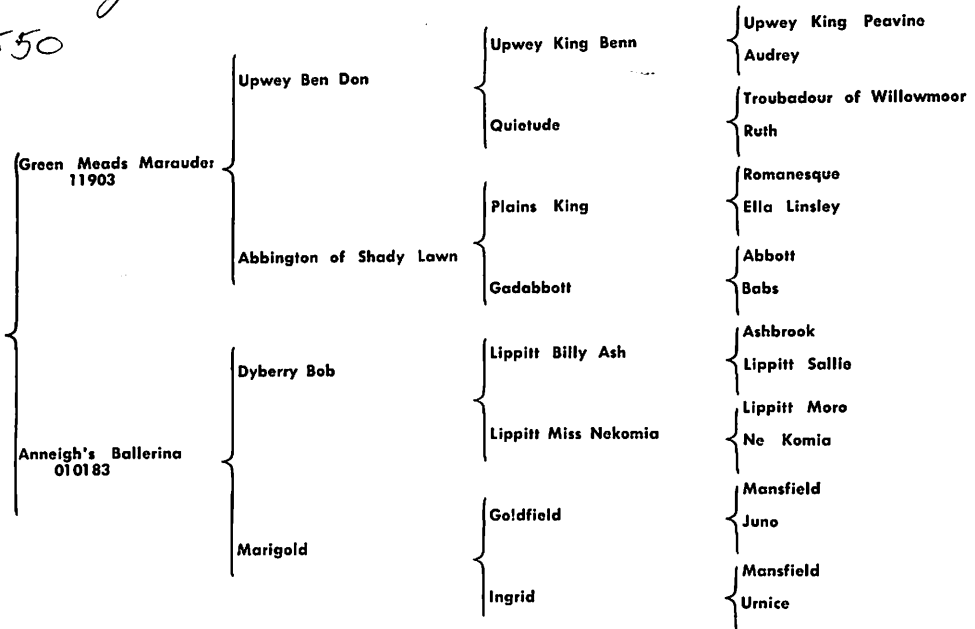 550
Upwey King Peavine
Upwey King Benn
Audrey
Upwey Ben Don
Troubadour of Willowmoor
Quietude
Ruth
Green Meads Marauder
11903
Romanesque
Plains King
Ella Linsley
Abbington of Shady Lawn
Abbott
Gadabbott
Babs
Ashbrook
Lippitt Billy Ash
Lippitt Sallie
Dyberry Bob
Lippitt Moro
Lippitt Miss Nekomia
Ne Komia
Anneigh's Ballerina
010183
Mansfield
Go!dfield
Juno
Marigold
Mansfield
Ingrid
Urnice